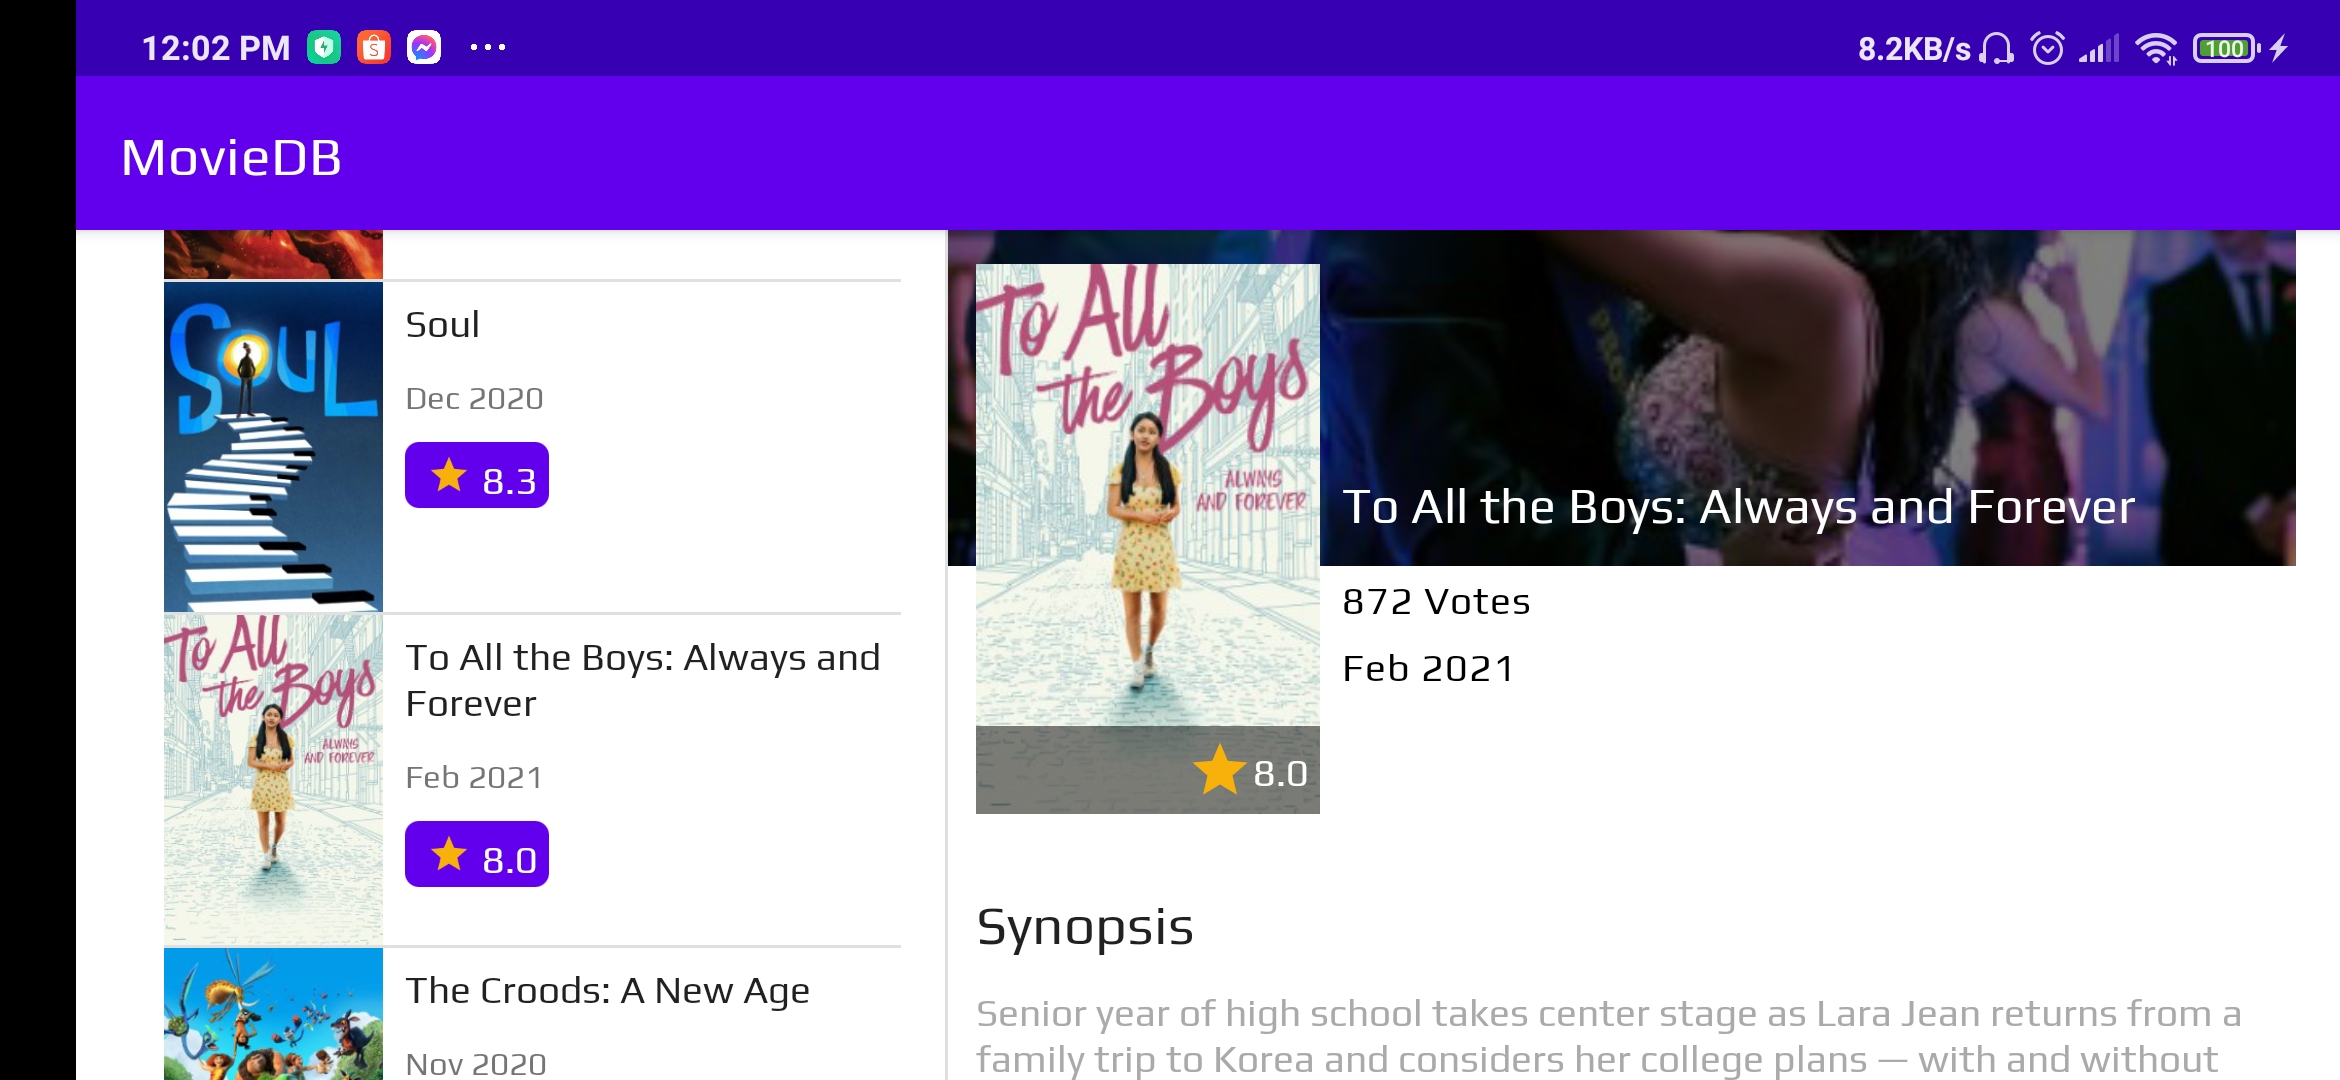 12:02 PM
8.2KB/s
100
MovieDB
SOUL
Soul
Dec 2020
8.3
To All
the Boys
ALWAYS
AND FOREVER
To All the Boys: Always and
Forever
Feb 2021
8.0
The Croods: A New Age
Nov 2020
To All
the Boys
ALWAYS
AND FOREVER
8.0
To All the Boys: Always and Forever
872 Votes
Feb 2021
Synopsis
Senior year of high school takes center stage as Lara Jean returns from a
family trip to Korea and considers her college plans — with and without